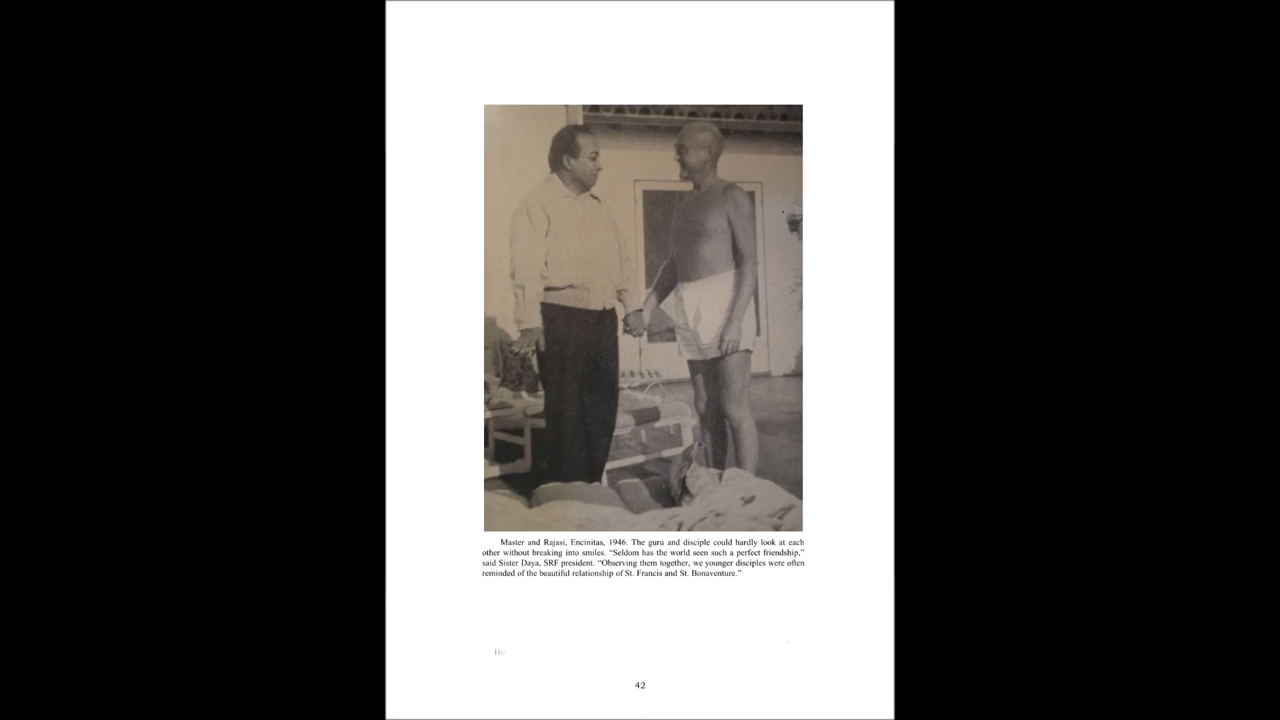 Master and Rajasi, Encinitas, 1946. The guru and disciple could hardly look at each
other without breaking into smiles. “Seldom has the world seen such a perfect friendship,”
said Sister Daya, SRF president. “Observing them together, we younger disciples were often
reminded of the beautiful relationship of St. Francis and St. Bonaventure.”
42